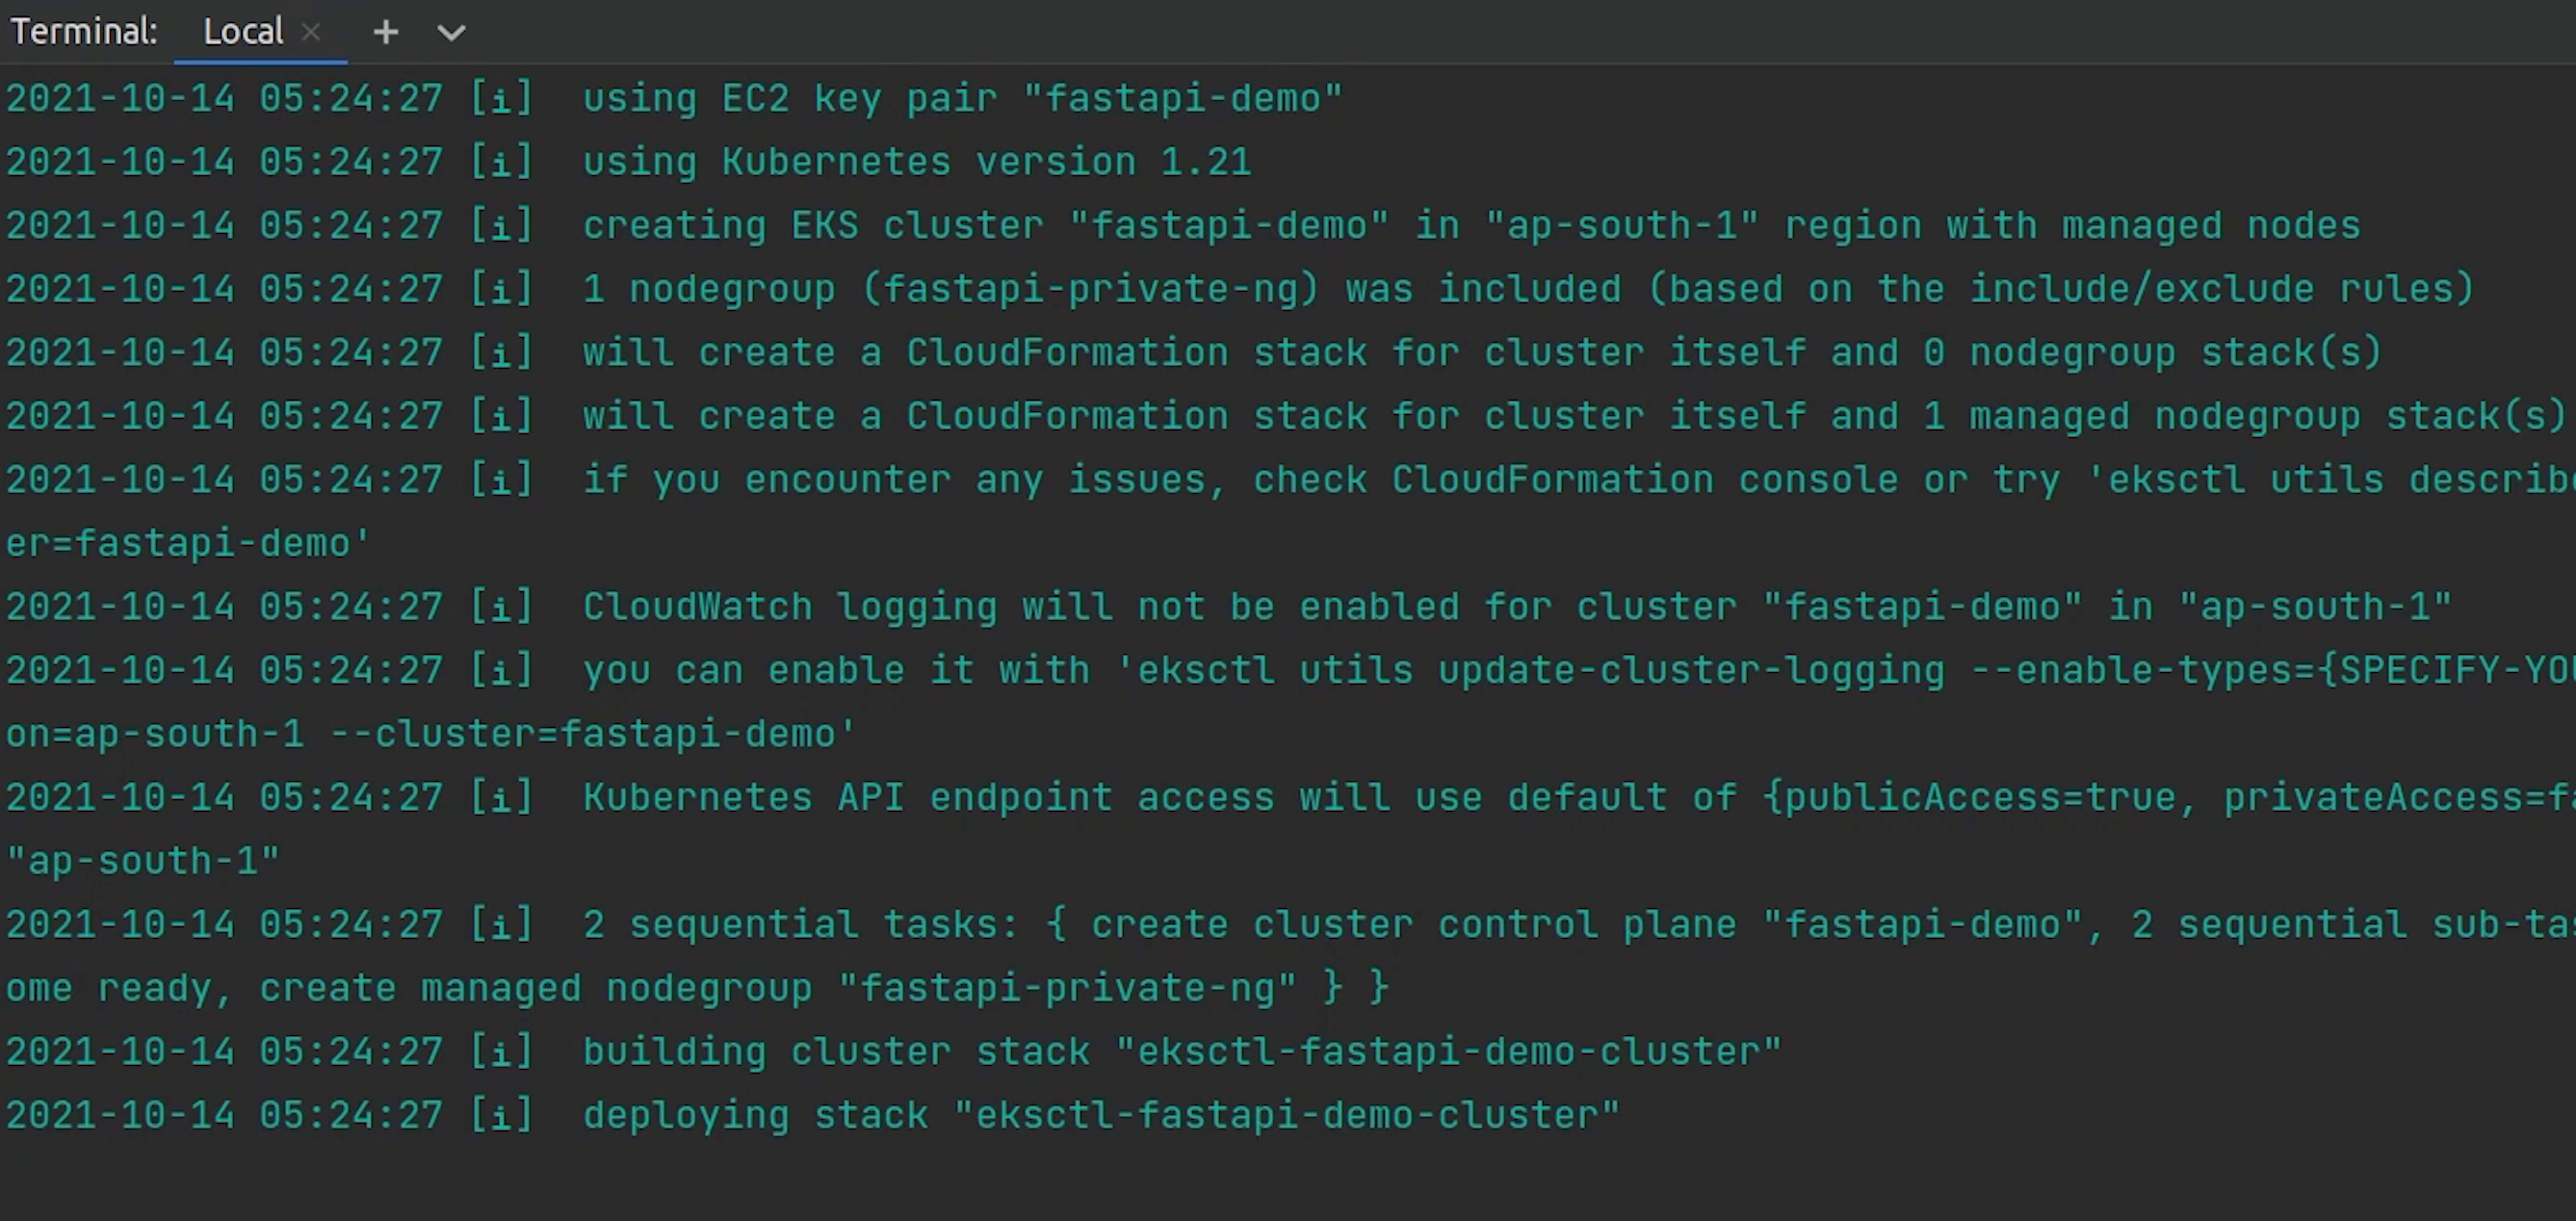 Terminal: Local × + 
2021-10-14 05:24:27 [i]  using EC2 key pair "fastapi-demo"
2021-10-14 05:24:27 [i]  using Kubernetes version 1.21
2021-10-14 05:24:27 [i]  creating EKS cluster "fastapi-demo" in "ap-south-1" region with managed nodes
2021-10-14 05:24:27 [i]  1 nodegroup (fastapi-private-ng) was included (based on the include/exclude rules)
2021-10-14 05:24:27 [i]  will create a CloudFormation stack for cluster itself and 0 nodegroup stack(s)
2021-10-14 05:24:27 [i]  will create a CloudFormation stack for cluster itself and 1 managed nodegroup stack(s)
2021-10-14 05:24:27 [i]  if you encounter any issues, check CloudFormation console or try 'eksctl utils describe
er=fastapi-demo'
2021-10-14 05:24:27 [i]  CloudWatch logging will not be enabled for cluster "fastapi-demo" in "ap-south-1"
2021-10-14 05:24:27 [i]  you can enable it with 'eksctl utils update-cluster-logging --enable-types={SPECIFY-YOU
on=ap-south-1 --cluster=fastapi-demo'
2021-10-14 05:24:27 [i]  Kubernetes API endpoint access will use default of {publicAccess=true, privateAccess=fa
"ap-south-1"
2021-10-14 05:24:27 [i]  2 sequential tasks: { create cluster control plane "fastapi-demo", 2 sequential sub-tas
ome ready, create managed nodegroup "fastapi-private-ng" } }
2021-10-14 05:24:27 [i]  building cluster stack "eksctl-fastapi-demo-cluster"
2021-10-14 05:24:27 [i]  deploying stack "eksctl-fastapi-demo-cluster"